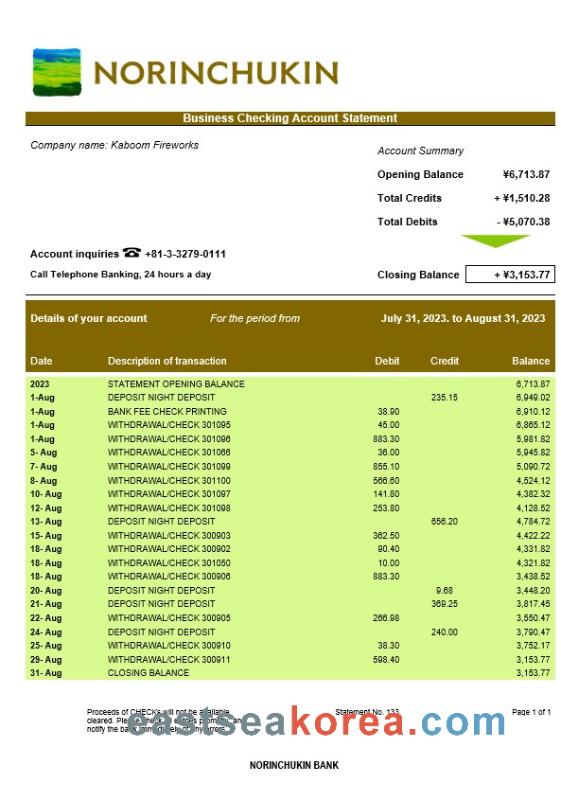 NORINCHUKIN
Business Checking Account Statement
Company name: Kaboom Fireworks
Account Summary
Opening Balance ¥6,713.87
Total Credits + ¥1,510.28
Total Debits - ¥5,070.38
Account inquiries ☎ +81-3-3279-0111
Call Telephone Banking, 24 hours a day
Closing Balance + ¥3,153.77
Details of your account For the period from July 31, 2023. to August 31, 2023
Date Description of transaction Debit Credit Balance
2023 STATEMENT OPENING BALANCE 6,713.87
1-Aug DEPOSIT NIGHT DEPOSIT 235.15 6,949.02
1-Aug BANK FEE CHECK PRINTING 38.90 6,910.12
1-Aug WITHDRAWAL/CHECK 301095 45.00 6,865.12
1-Aug WITHDRAWAL/CHECK 301096 883.30 5,981.82
5- Aug WITHDRAWAL/CHECK 301066 36.00 5,945.82
7- Aug WITHDRAWAL/CHECK 301099 855.10 5,090.72
8- Aug WITHDRAWAL/CHECK 301100 566.60 4,524.12
10- Aug WITHDRAWAL/CHECK 301097 141.80 4,382.32
12- Aug WITHDRAWAL/CHECK 301098 253.80 4,128.52
13- Aug DEPOSIT NIGHT DEPOSIT 656.20 4,784.72
15- Aug WITHDRAWAL/CHECK 300903 362.50 4,422.22
18- Aug WITHDRAWAL/CHECK 300902 90.40 4,331.82
18- Aug WITHDRAWAL/CHECK 301050 10.00 4,321.82
18- Aug WITHDRAWAL/CHECK 300906 883.30 3,438.52
20- Aug DEPOSIT NIGHT DEPOSIT 9.68 3,448.20
21- Aug DEPOSIT NIGHT DEPOSIT 369.25 3,817.45
22- Aug WITHDRAWAL/CHECK 300905 266.98 3,550.47
24- Aug DEPOSIT NIGHT DEPOSIT 240.00 3,790.47
25- Aug WITHDRAWAL/CHECK 300910 38.30 3,752.17
29- Aug WITHDRAWAL/CHECK 300911 598.40 3,153.77
31- Aug CLOSING BALANCE 3,153.77
Proceeds of CHECKs will not be available
cleared. Please check all entries
notify the bank immediately of any errors
Statement No. 133
Page 1 of 1
eastseakorea.com
NORINCHUKIN BANK